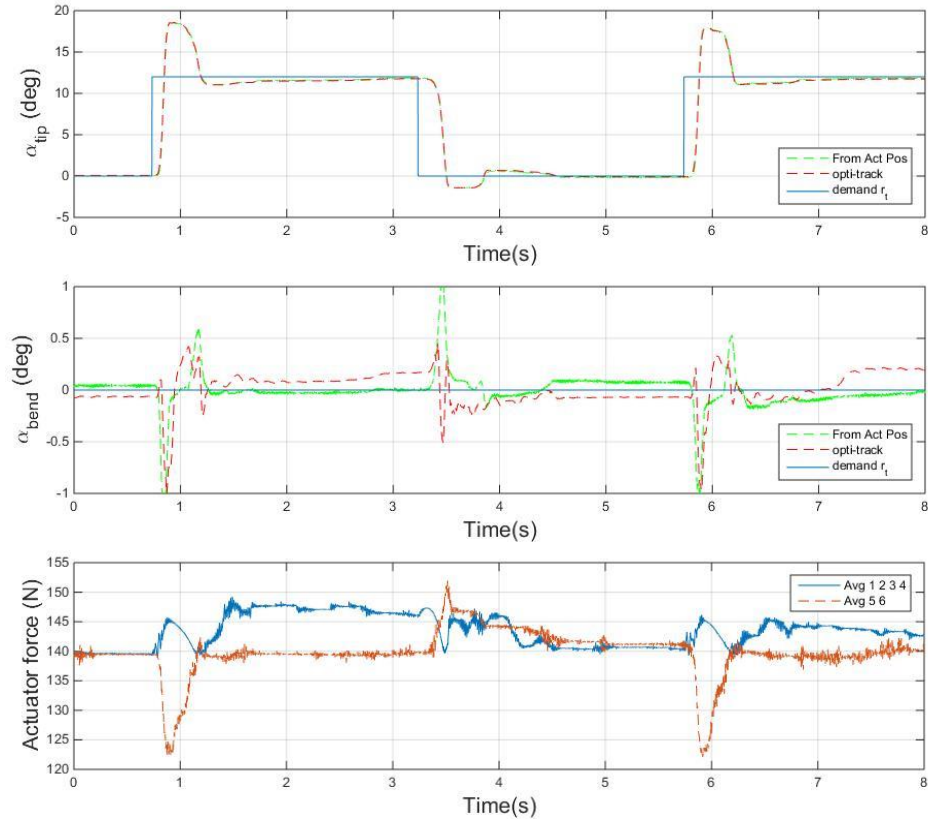 20
15
10
5
0
-5
α_tip (deg)
0 1 2 3 4 5 6 7 8
Time(s)
From Act Pos
opti-track
demand r_t
1
0.5
0
-0.5
-1
α_bend (deg)
0 1 2 3 4 5 6 7 8
Time(s)
From Act Pos
opti-track
demand r_t
155
150
145
140
135
130
125
120
Actuator force (N)
0 1 2 3 4 5 6 7 8
Time(s)
Avg 1 2 3 4
Avg 5 6